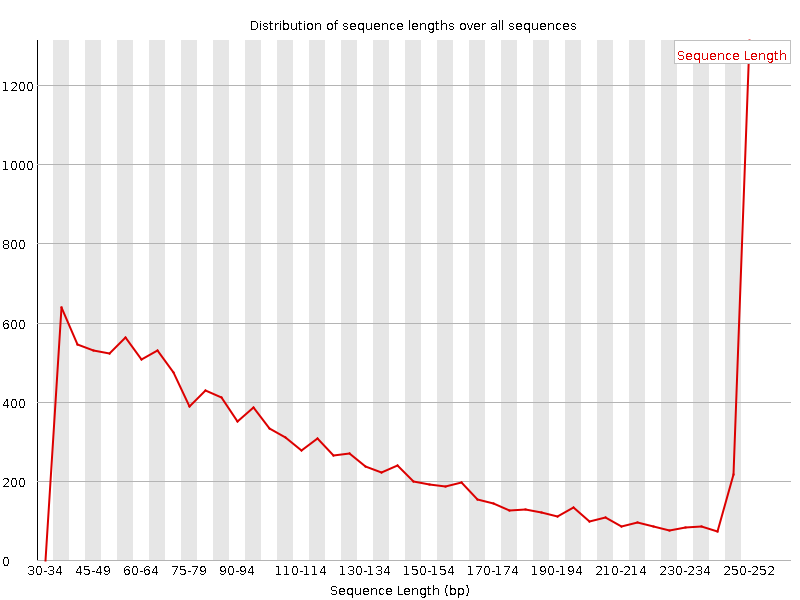 Distribution of sequence lengths over all sequences
Sequence Length
1200
1000
800
600
400
200
0
30-34 45-49 60-64 75-79 90-94 110-114 130-134 150-154 170-174 190-194 210-214 230-234 250-252
Sequence Length (bp)